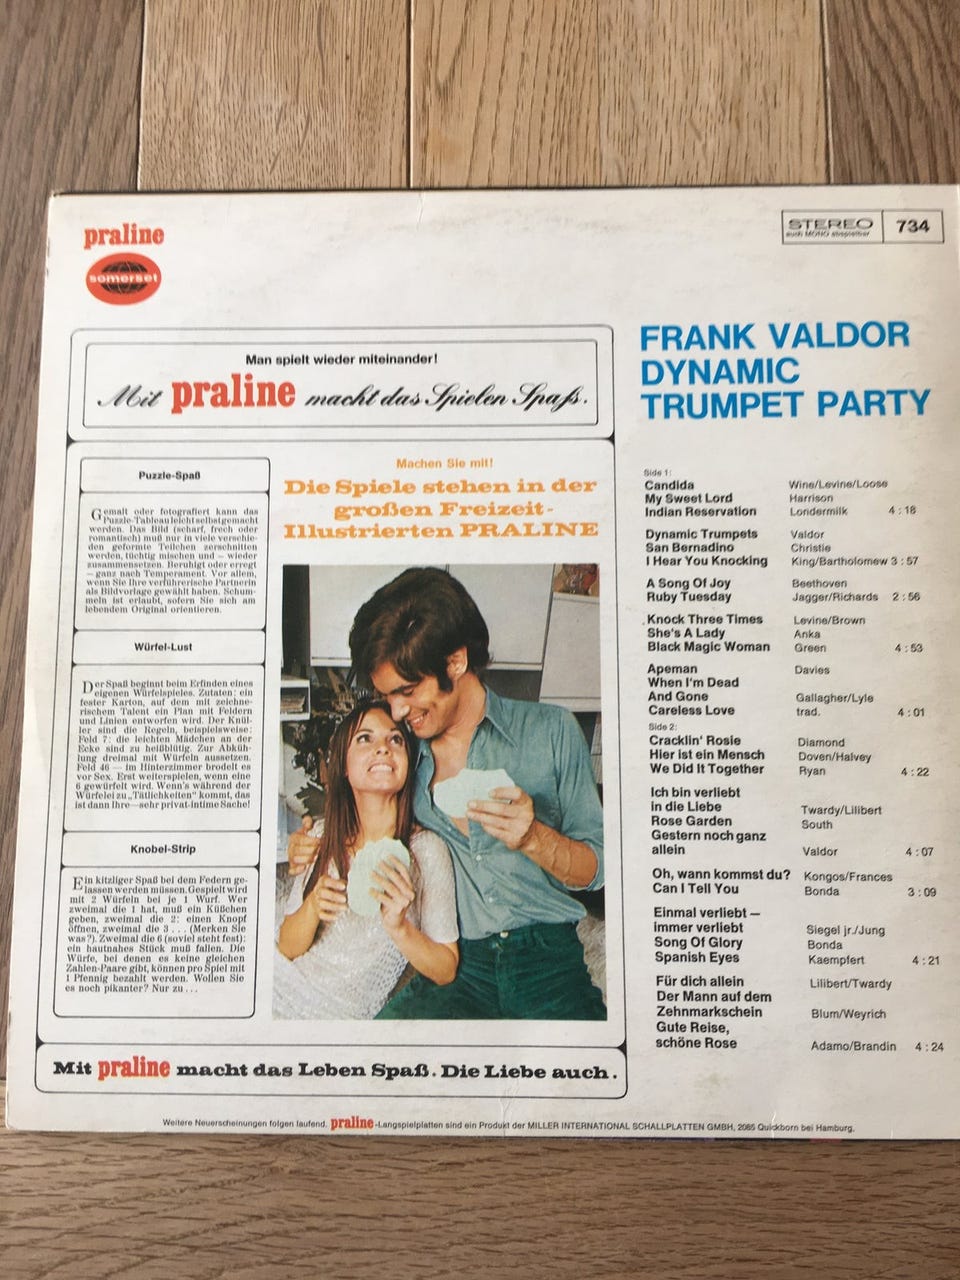 praline
somerset
STEREO
auch MONO abspielbar
734
Man spielt wieder miteinander!
Mit praline macht das Spielen Spaß.
Puzzle-Spaß
Gemalt oder fotografiert kann das
Puzzle-Tableau leicht selbst gemacht
werden. Das Bild (scharf, frech oder
romantisch) muß nur in viele verschie-
den geformte Teilchen zerschnitten
werden, tüchtig mischen und – wieder
zusammensetzen. Beruhigt oder erregt
– ganz nach Temperament. Vor allem,
wenn Sie Ihre verführerische Partnerin
als Bildvorlage gewählt haben. Schum-
meln ist erlaubt, sofern Sie sich am
lebendem Original orientieren.
Würfel-Lust
Der Spaß beginnt beim Erfinden eines
eigenen Würfelspieles. Zutaten: ein
fester Karton, auf dem mit zeichne-
rischem Talent ein Plan mit Feldern
und Linien entworfen wird. Der Knül-
ler sind die Regeln, beispielsweise:
Feld 7: die leichten Mädchen an der
Ecke sind zu heißblütig. Zur Abküh-
lung dreimal mit Würfeln aussetzen.
Feld 46 — im Hinterzimmer brodelt es
vor Sex. Erst weiterspielen, wenn eine
6 gewürfelt wird. Wenn's während der
Würfelei zu „Tätlichkeiten" kommt, das
ist dann Ihre — sehr privat-intime Sache!
Knobel-Strip
Ein kitzliger Spaß bei dem Federn ge-
lassen werden müssen. Gespielt wird
mit 2 Würfeln bei je 1 Wurf. Wer
zweimal die 1 hat, muß ein Küßchen
geben, zweimal die 2: einen Knopf
öffnen, zweimal die 3 . . . (Merken Sie
was?). Zweimal die 6 (soviel steht fest):
ein hautnahes Stück muß fallen. Die
Würfe, bei denen es keine gleichen
Zahlen-Paare gibt, können pro Spiel mit
1 Pfennig bezahlt werden. Wollen Sie
es noch pikanter? Nur zu . . .
Machen Sie mit!
Die Spiele stehen in der
großen Freizeit-
Illustrierten PRALINE
Mit praline macht das Leben Spaß. Die Liebe auch.
FRANK VALDOR
DYNAMIC
TRUMPET PARTY
Side 1:
Candida Wine/Levine/Loose
My Sweet Lord Harrison
Indian Reservation Londermilk 4 : 18
Dynamic Trumpets Valdor
San Bernadino Christie
I Hear You Knocking King/Bartholomew 3 : 57
A Song Of Joy Beethoven
Ruby Tuesday Jagger/Richards 2 : 56
Knock Three Times Levine/Brown
She's A Lady Anka
Black Magic Woman Green 4 : 53
Apeman Davies
When I'm Dead
And Gone Gallagher/Lyle
Careless Love trad. 4 : 01
Side 2:
Cracklin' Rosie Diamond
Hier ist ein Mensch Doven/Halvey
We Did It Together Ryan 4 : 22
Ich bin verliebt
in die Liebe Twardy/Lilibert
Rose Garden South
Gestern noch ganz
allein Valdor 4 : 07
Oh, wann kommst du? Kongos/Frances
Can I Tell You Bonda 3 : 09
Einmal verliebt —
immer verliebt Siegel jr./Jung
Song Of Glory Bonda
Spanish Eyes Kaempfert 4 : 21
Für dich allein Lilibert/Twardy
Der Mann auf dem
Zehnmarkschein Blum/Weyrich
Gute Reise,
schöne Rose Adamo/Brandin 4 : 24
Weitere Neuerscheinungen folgen laufend. praline-Langspielplatten sind ein Produkt der MILLER INTERNATIONAL SCHALLPLATTEN GMBH, 2085 Quickborn bei Hamburg.